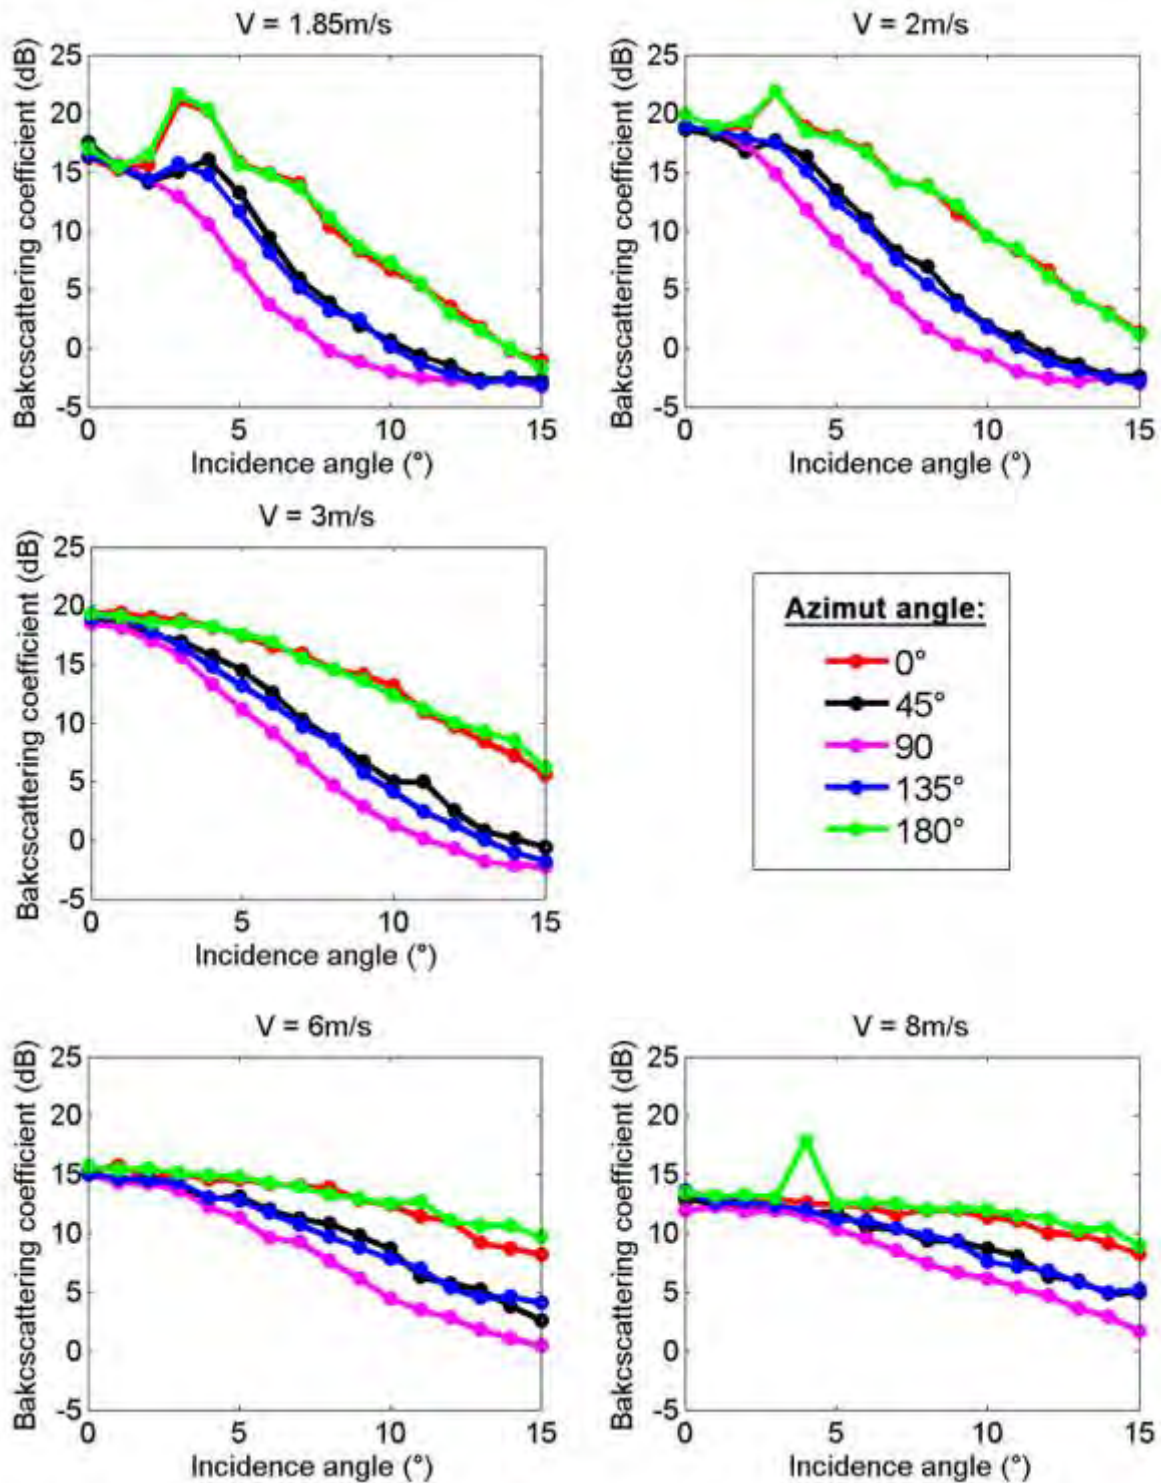 V = 1.85m/s
Bakcscattering coefficient (dB)
25
20
15
10
5
0
-5
0 5 10 15
Incidence angle (°)
V = 2m/s
Bakcscattering coefficient (dB)
25
20
15
10
5
0
-5
0 5 10 15
Incidence angle (°)
V = 3m/s
Bakcscattering coefficient (dB)
25
20
15
10
5
0
-5
0 5 10 15
Incidence angle (°)
Azimut angle:
0°
45°
90
135°
180°
V = 6m/s
Bakcscattering coefficient (dB)
25
20
15
10
5
0
-5
0 5 10 15
Incidence angle (°)
V = 8m/s
Bakcscattering coefficient (dB)
25
20
15
10
5
0
-5
0 5 10 15
Incidence angle (°)